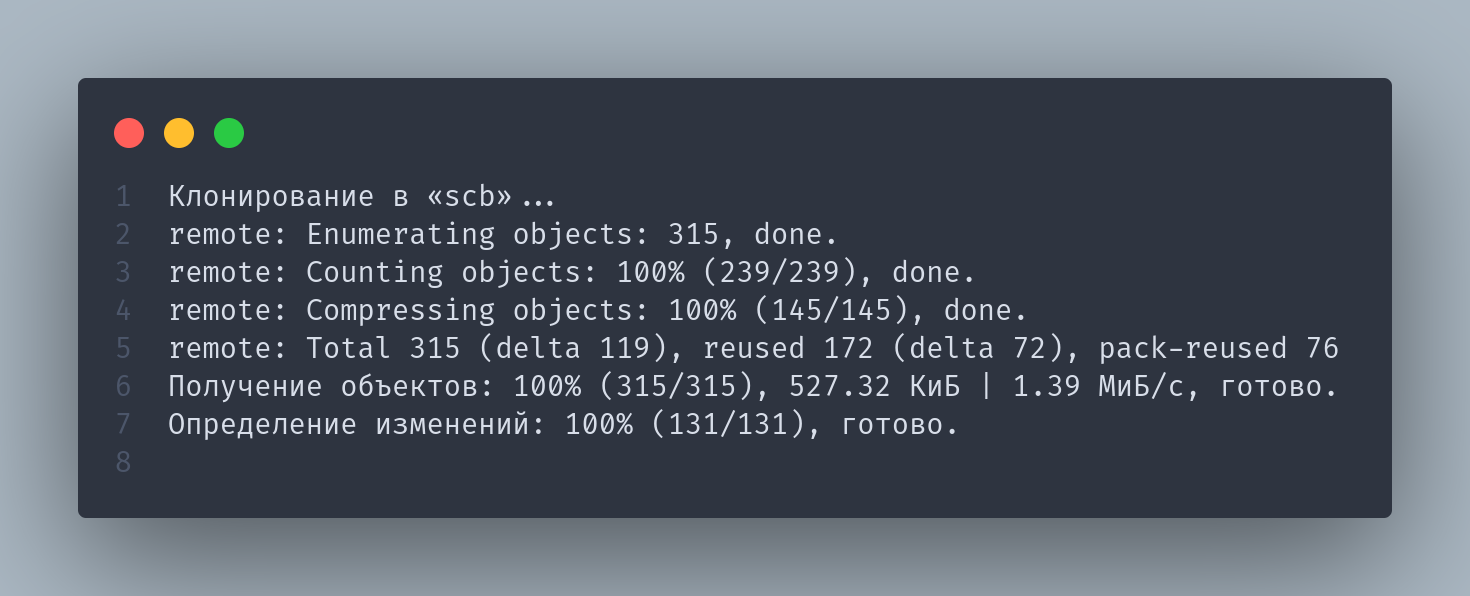 1 Клонирование в «scb»...
2 remote: Enumerating objects: 315, done.
3 remote: Counting objects: 100% (239/239), done.
4 remote: Compressing objects: 100% (145/145), done.
5 remote: Total 315 (delta 119), reused 172 (delta 72), pack-reused 76
6 Получение объектов: 100% (315/315), 527.32 КиБ | 1.39 МиБ/с, готово.
7 Определение изменений: 100% (131/131), готово.
8